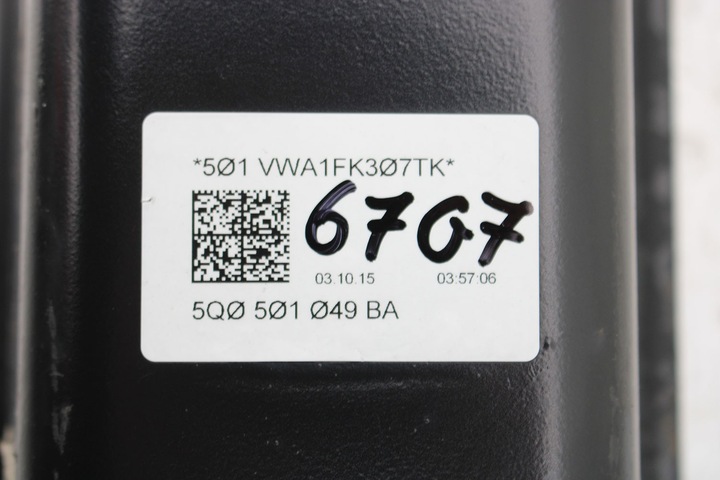 *5Ø1 VWA1FK3Ø7TK*
6707
03.10.15 03:57:06
5QØ 5Ø1 Ø49 BA